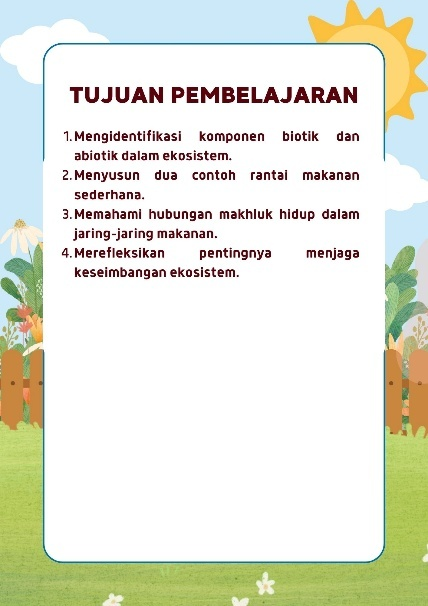 TUJUAN PEMBELAJARAN
1. Mengidentifikasi komponen biotik dan
abiotik dalam ekosistem.
2. Menyusun dua contoh rantai makanan
sederhana.
3. Memahami hubungan makhluk hidup dalam
jaring-jaring makanan.
4. Merefleksikan pentingnya menjaga
keseimbangan ekosistem.